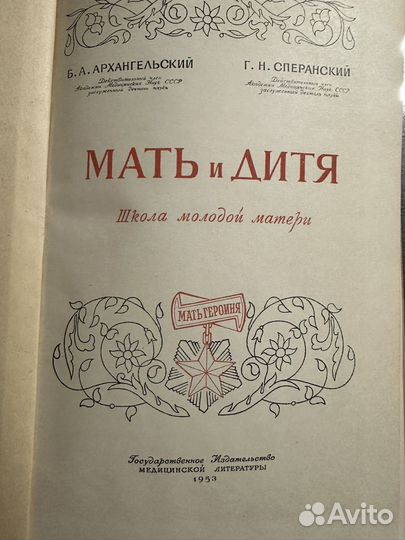 Б. А. АРХАНГЕЛЬСКИЙ
Действительный член
Академии Медицинских Наук СССР
заслуженный деятель науки
Г. Н. СПЕРАНСКИЙ
Действительный член
Академии Медицинских Наук СССР
заслуженный деятель науки
МАТЬ и ДИТЯ
Школа молодой матери
МАТЬ ГЕРОИНЯ
Государственное Издательство
МЕДИЦИНСКОЙ ЛИТЕРАТУРЫ
1953
Avito